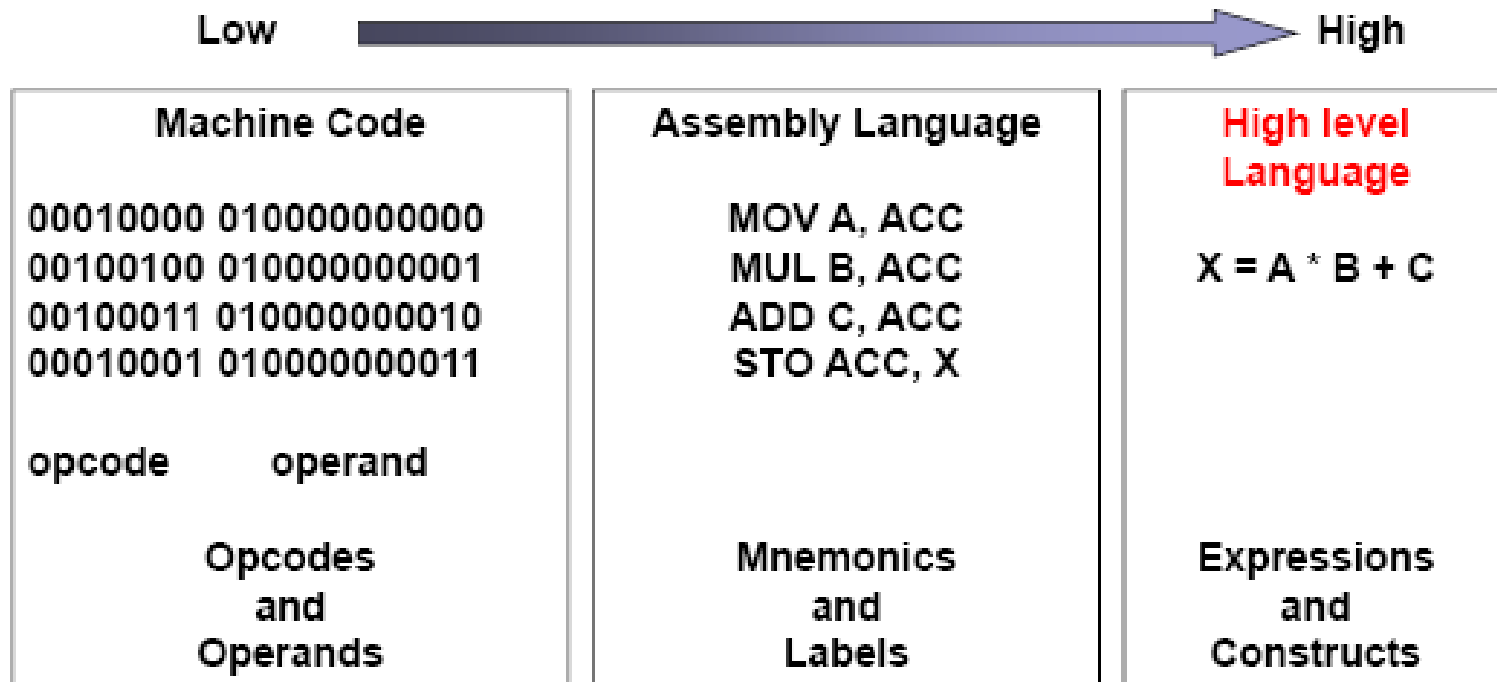 Low
High
Machine Code
00010000 010000000000
00100100 010000000001
00100011 010000000010
00010001 010000000011
opcode operand
Opcodes
and
Operands
Assembly Language
MOV A, ACC
MUL B, ACC
ADD C, ACC
STO ACC, X
Mnemonics
and
Labels
High level
Language
X = A * B + C
Expressions
and
Constructs